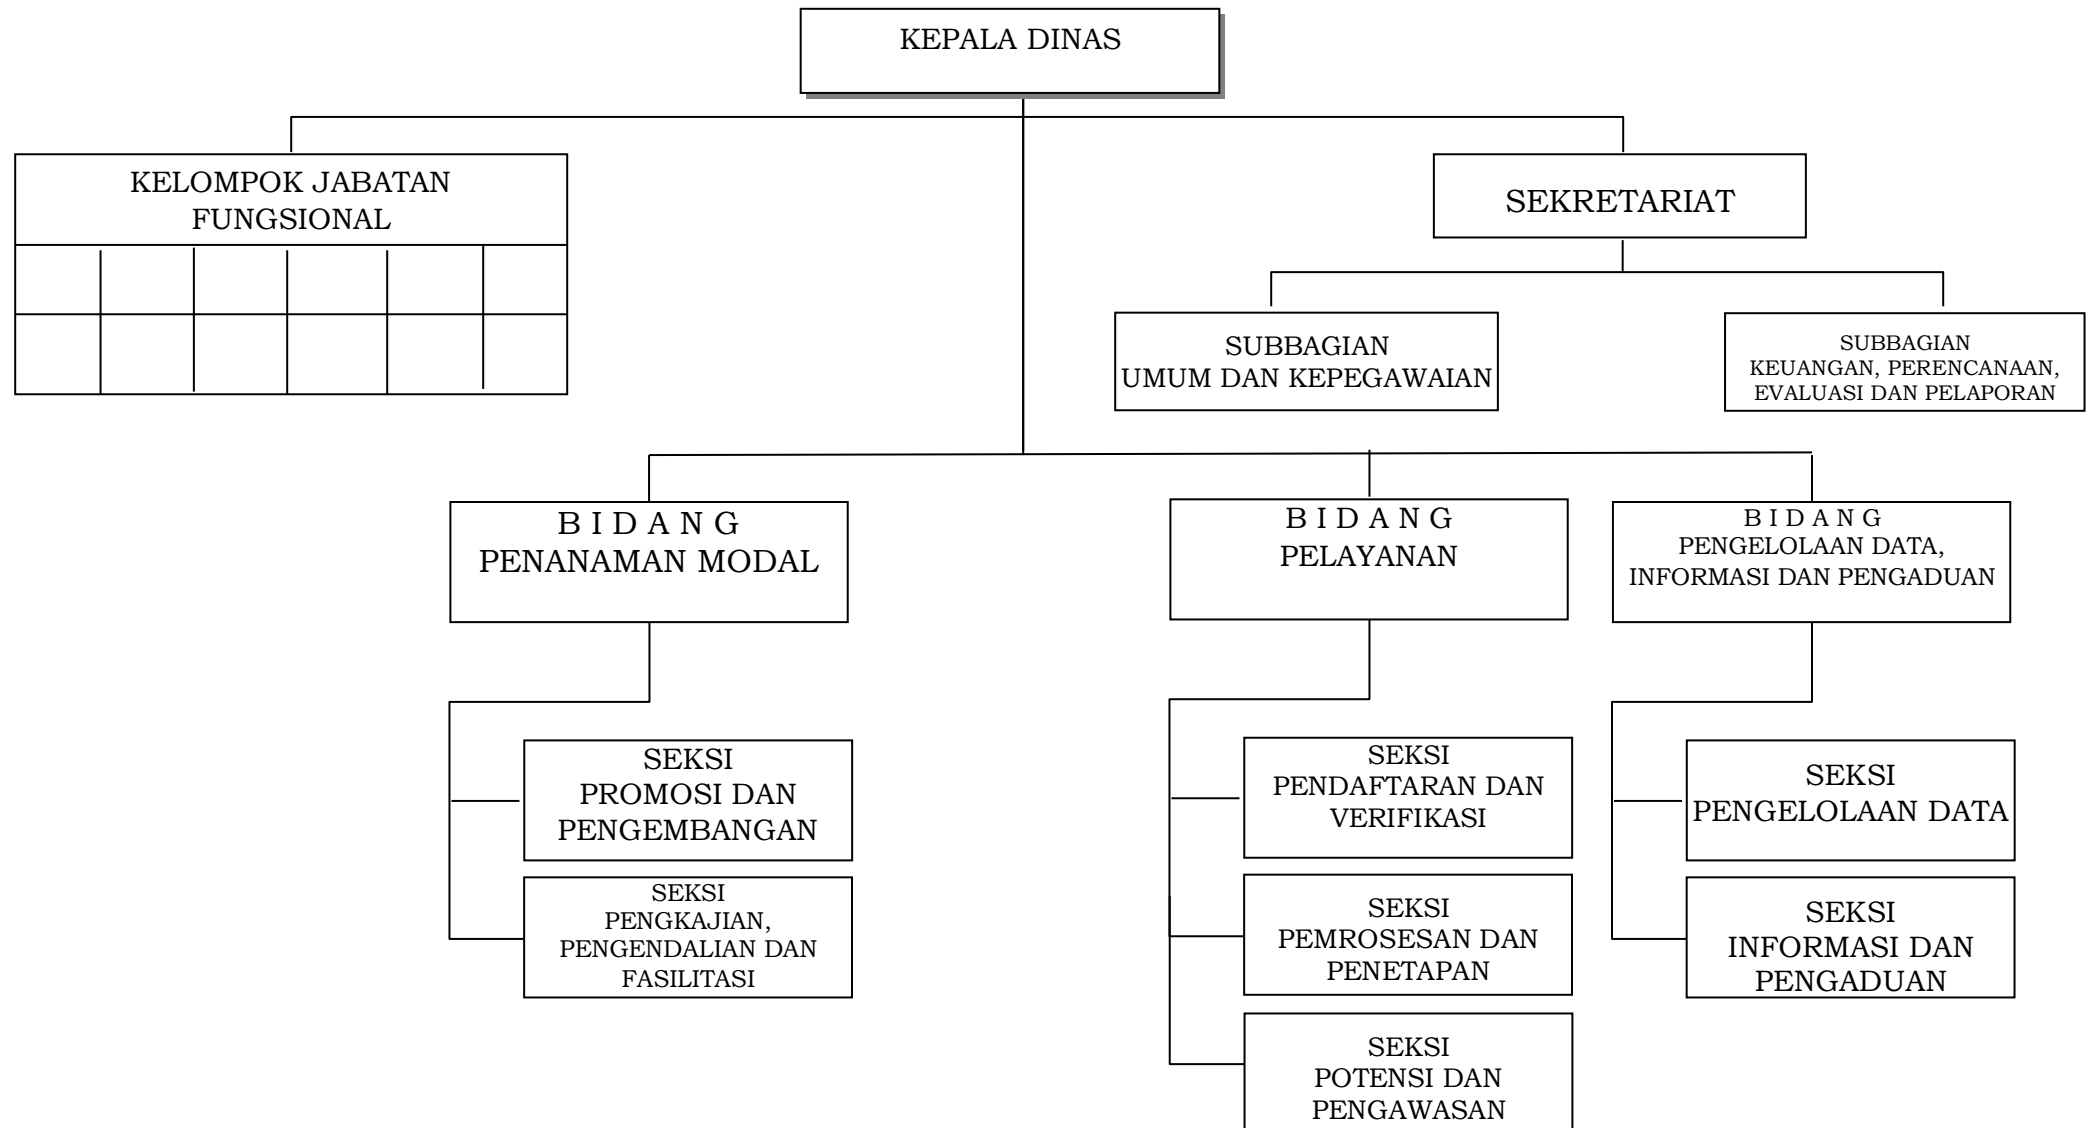 KEPALA DINAS
KELOMPOK JABATAN
FUNGSIONAL
SEKRETARIAT
SUBBAGIAN
UMUM DAN KEPEGAWAIAN
SUBBAGIAN
KEUANGAN, PERENCANAAN,
EVALUASI DAN PELAPORAN
B I D A N G
PENANAMAN MODAL
B I D A N G
PELAYANAN
B I D A N G
PENGELOLAAN DATA,
INFORMASI DAN PENGADUAN
SEKSI
PROMOSI DAN
PENGEMBANGAN
SEKSI
PENGKAJIAN,
PENGENDALIAN DAN
FASILITASI
SEKSI
PENDAFTARAN DAN
VERIFIKASI
SEKSI
PEMROSESAN DAN
PENETAPAN
SEKSI
POTENSI DAN
PENGAWASAN
SEKSI
PENGELOLAAN DATA
SEKSI
INFORMASI DAN
PENGADUAN